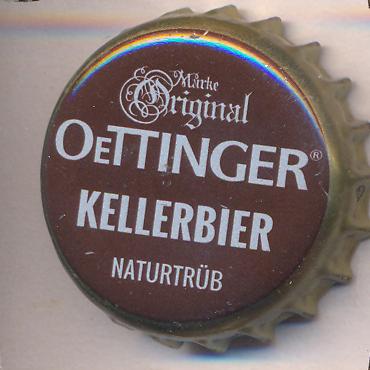 Marke
Original
OeTTINGER®
KELLERBIER
NATURTRÜB